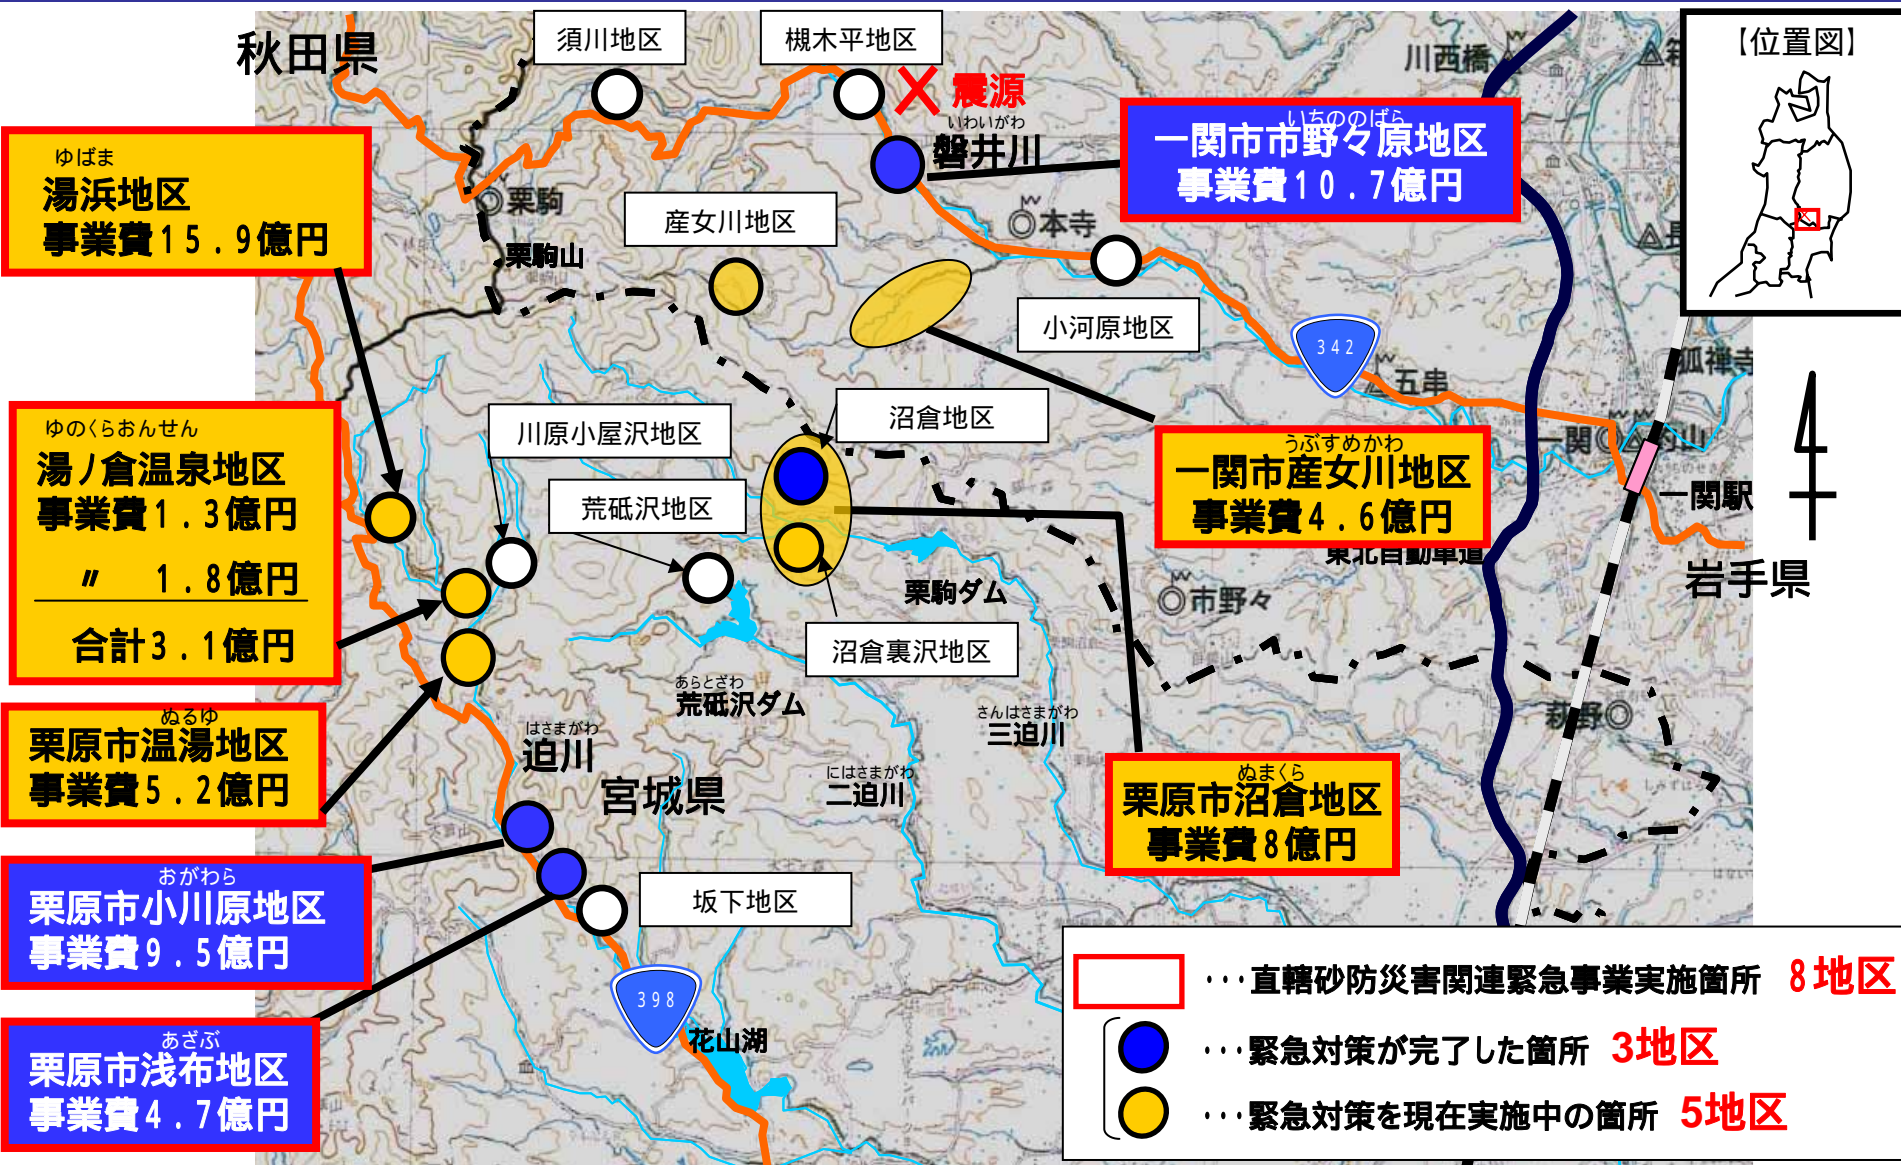 秋田県
須川地区
槻木平地区
川西橋
【位置図】
震源
いわいがわ
磐井川
いちののばら
一関市市野々原地区
事業費10.7億円
ゆばま
湯浜地区
事業費15.9億円
栗駒
産女川地区
本寺
栗駒山
小河原地区
342
五串
狐禅寺
川原小屋沢地区
沼倉地区
ゆのくらおんせん
湯ノ倉温泉地区
事業費1.3億円
〃 1.8億円
合計3.1億円
荒砥沢地区
うぶすめかわ
一関市産女川地区
事業費4.6億円
一関
一関駅
東北自動車道
岩手県
栗駒ダム
市野々
沼倉裏沢地区
あらとざわ
荒砥沢ダム
さんはさまがわ
三迫川
萩野
ぬるゆ
栗原市温湯地区
事業費5.2億円
はさまがわ
迫川
宮城県
にはさまがわ
二迫川
ぬまくら
栗原市沼倉地区
事業費8億円
おがわら
栗原市小川原地区
事業費9.5億円
坂下地区
398
花山湖
あざぶ
栗原市浅布地区
事業費4.7億円
・・・直轄砂防災害関連緊急事業実施箇所 8地区
・・・緊急対策が完了した箇所 3地区
・・・緊急対策を現在実施中の箇所 5地区